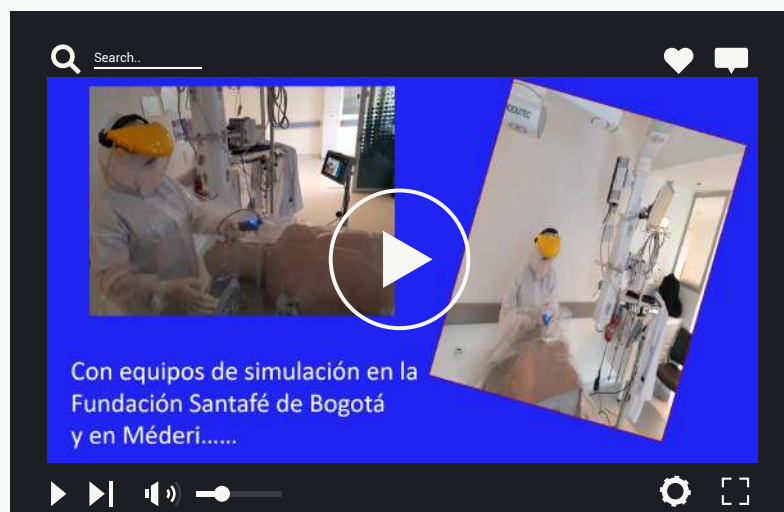 Search..
Con equipos de simulación en la
Fundación Santafé de Bogotá
y en Méderi......